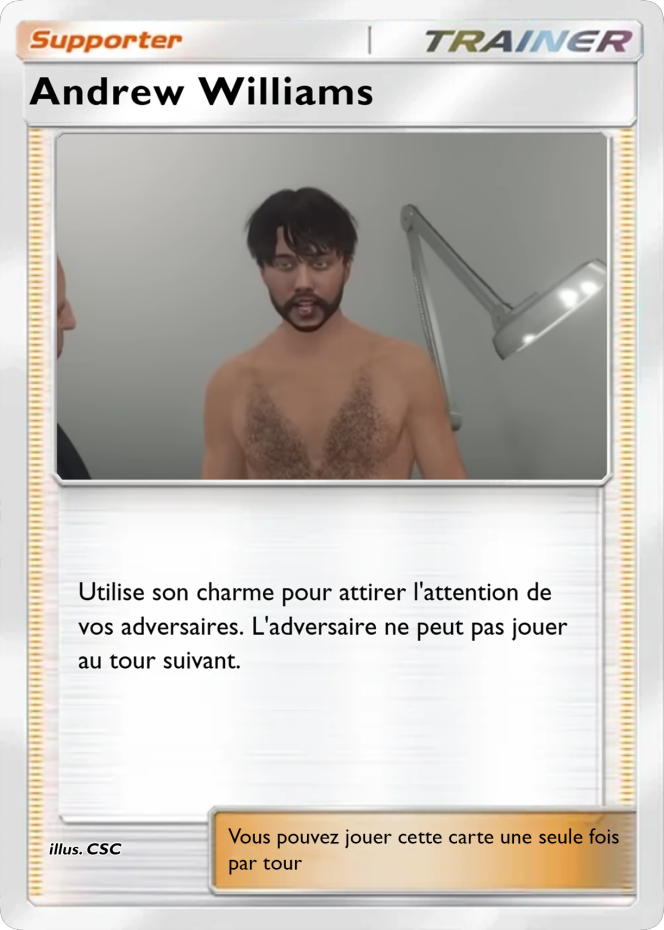 Supporter
TRAINER
Andrew Williams
Utilise son charme pour attirer l'attention de
vos adversaires. L'adversaire ne peut pas jouer
au tour suivant.
illus. CSC
Vous pouvez jouer cette carte une seule fois
par tour